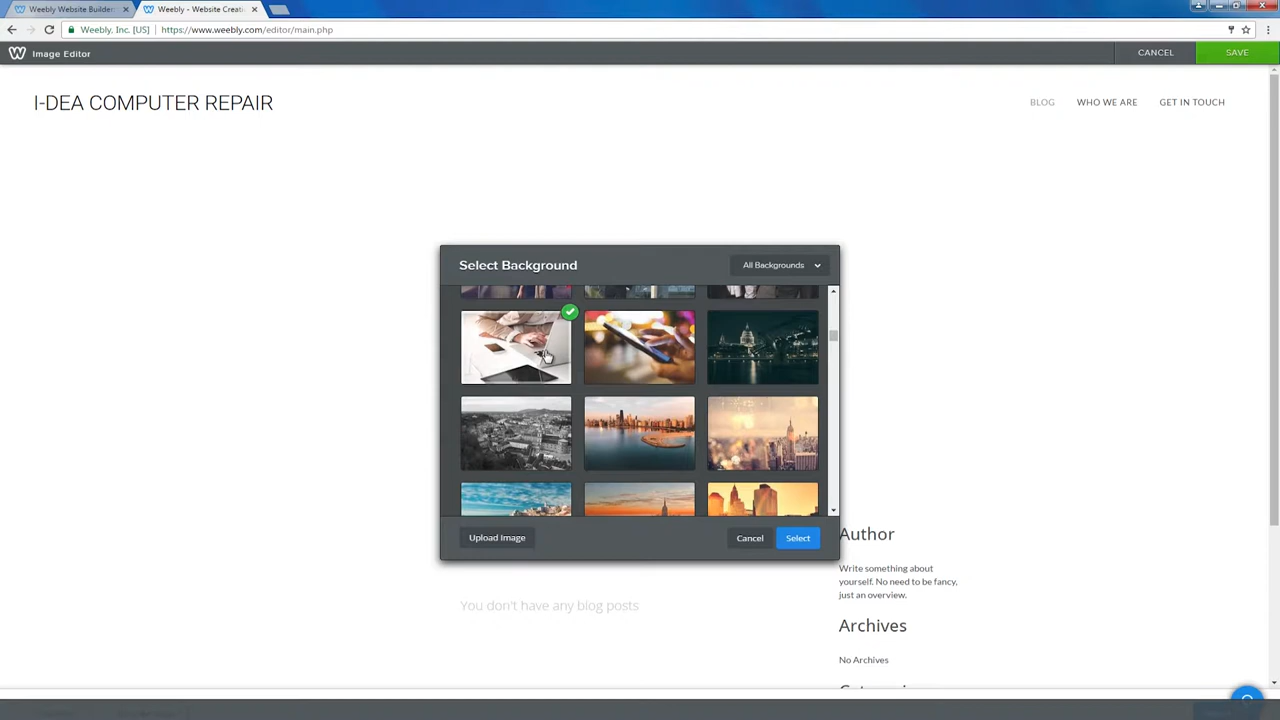 Weebly Website Builder
Weebly - Website Creati
Weebly, Inc. [US]
https://www.weebly.com/editor/main.php
Image Editor
CANCEL
SAVE
I-DEA COMPUTER REPAIR
BLOG
WHO WE ARE
GET IN TOUCH
Select Background
All Backgrounds
Upload Image
Cancel
Select
Author
Write something about
yourself. No need to be fancy,
just an overview.
You don't have any blog posts
Archives
No Archives